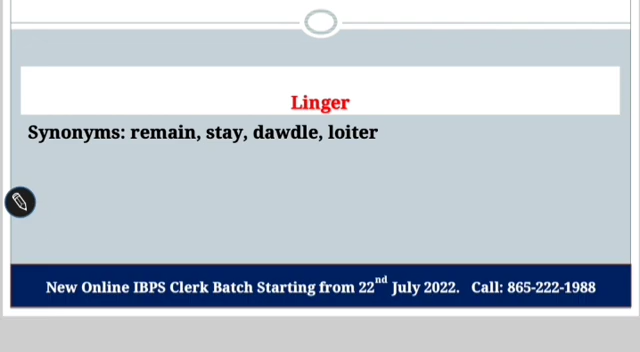 Linger
Synonyms: remain, stay, dawdle, loiter
New Online IBPS Clerk Batch Starting from 22nd July 2022. Call: 865-222-1988